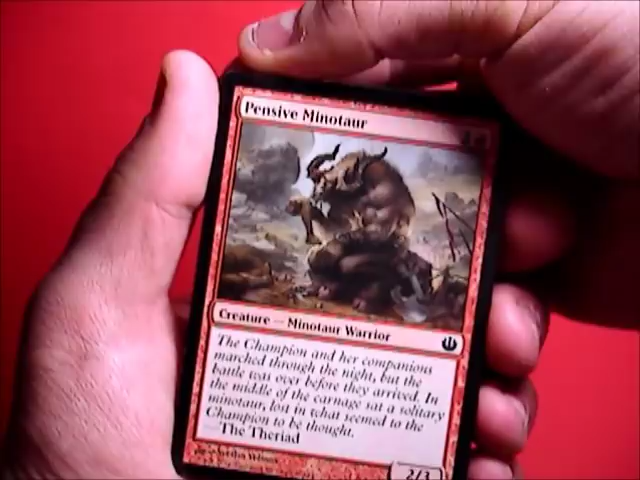 Pensive Minotaur
Creature — Minotaur Warrior
The Champion and her companions
marched through the night, but the
battle was over before they arrived. In
the middle of the carnage sat a solitary
minotaur, lost in what seemed to the
Champion to be thought.
—The Theriad
2/3